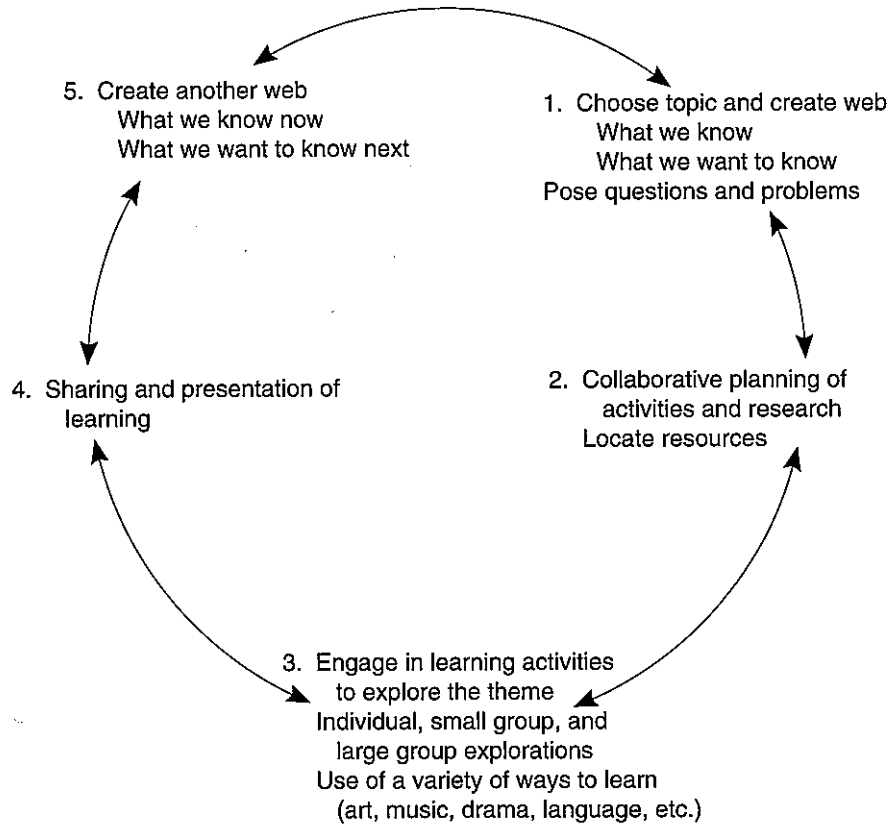 1. Choose topic and create web
What we know
What we want to know
Pose questions and problems
2. Collaborative planning of
activities and research
Locate resources
3. Engage in learning activities
to explore the theme
Individual, small group, and
large group explorations
Use of a variety of ways to learn
(art, music, drama, language, etc.)
4. Sharing and presentation of
learning
5. Create another web
What we know now
What we want to know next